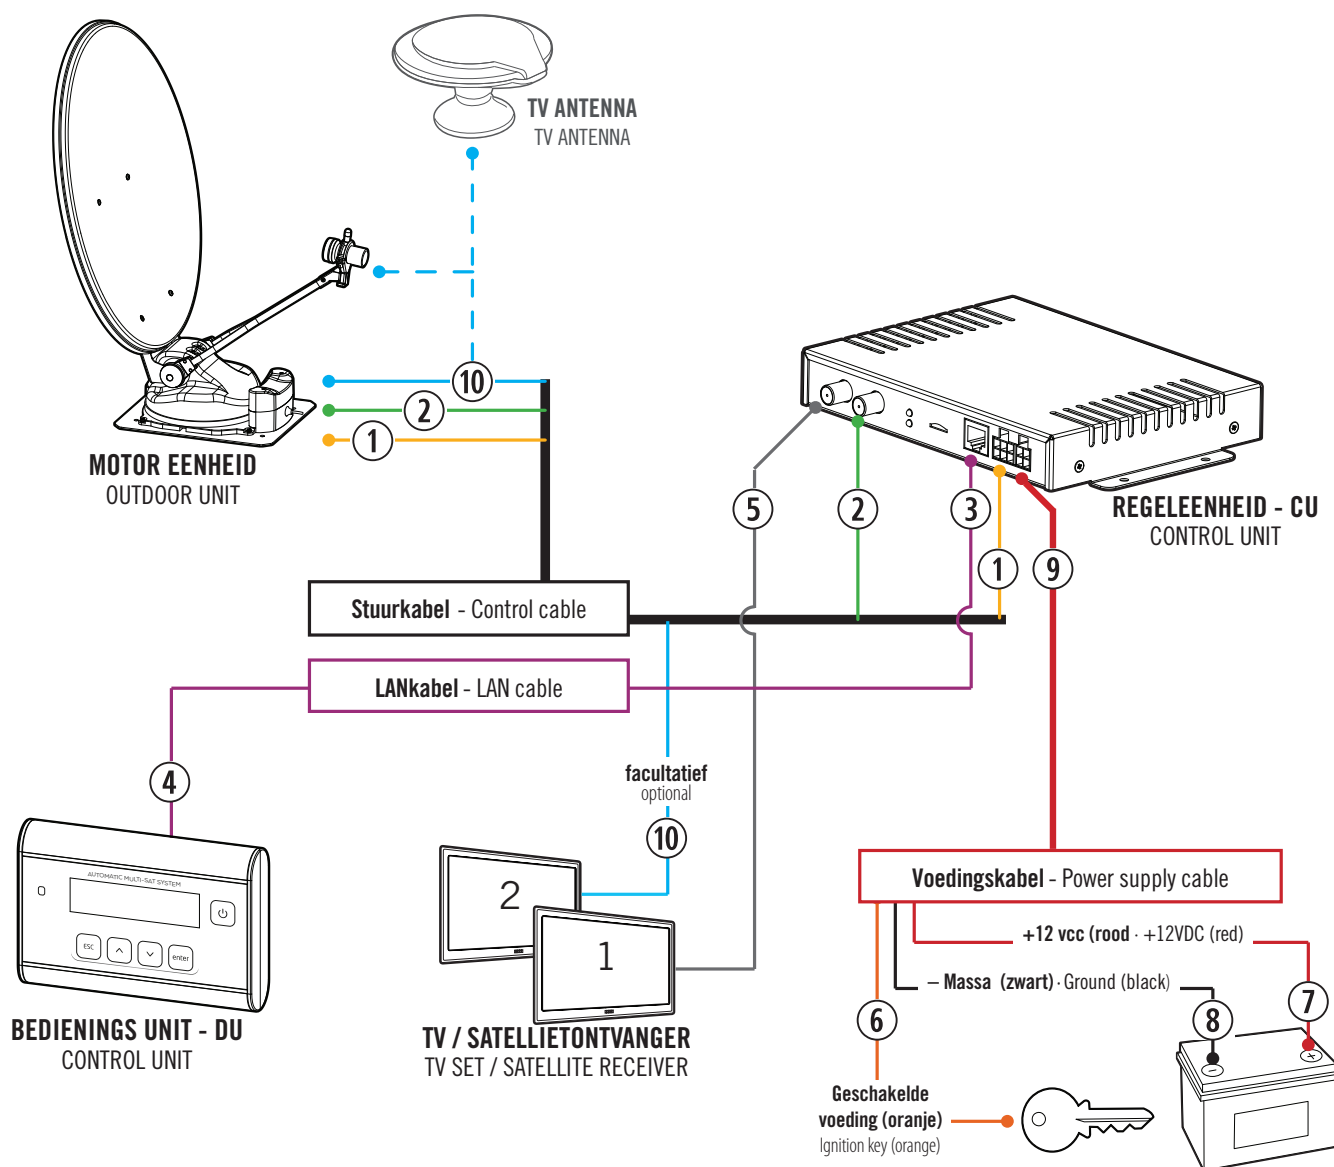 TV ANTENNA
TV ANTENNA
10
2
1
MOTOR EENHEID
OUTDOOR UNIT
5
2
3
1
9
REGELEENHEID - CU
CONTROL UNIT
Stuurkabel - Control cable
LANkabel - LAN cable
4
facultatief
optional
10
AUTOMATIC MULTI-SAT SYSTEM
ESC
enter
BEDIENINGS UNIT - DU
CONTROL UNIT
2
1
TV / SATELLIETONTVANGER
TV SET / SATELLITE RECEIVER
Voedingskabel - Power supply cable
+12 vcc (rood · +12VDC (red)
– Massa (zwart) · Ground (black)
6
8
7
+
–
Geschakelde
voeding (oranje)
Ignition key (orange)